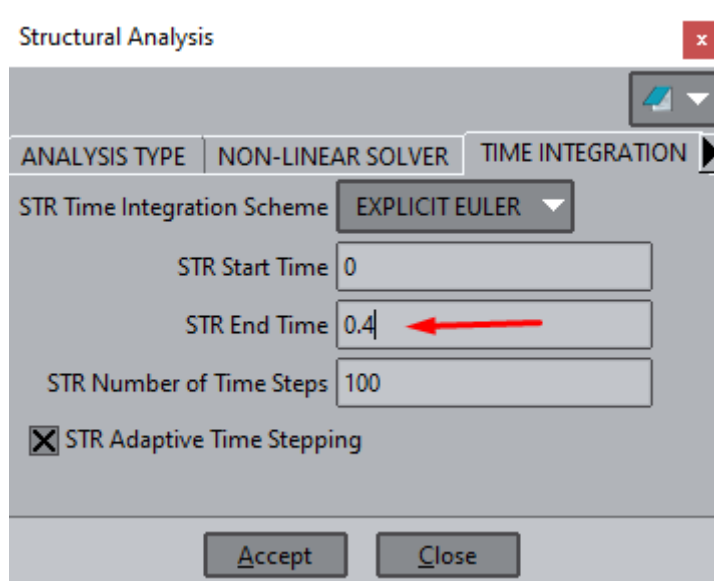 Structural Analysis
x
ANALYSIS TYPE NON-LINEAR SOLVER TIME INTEGRATION
STR Time Integration Scheme EXPLICIT EULER
STR Start Time 0
STR End Time 0.4
STR Number of Time Steps 100
STR Adaptive Time Stepping
Accept Close